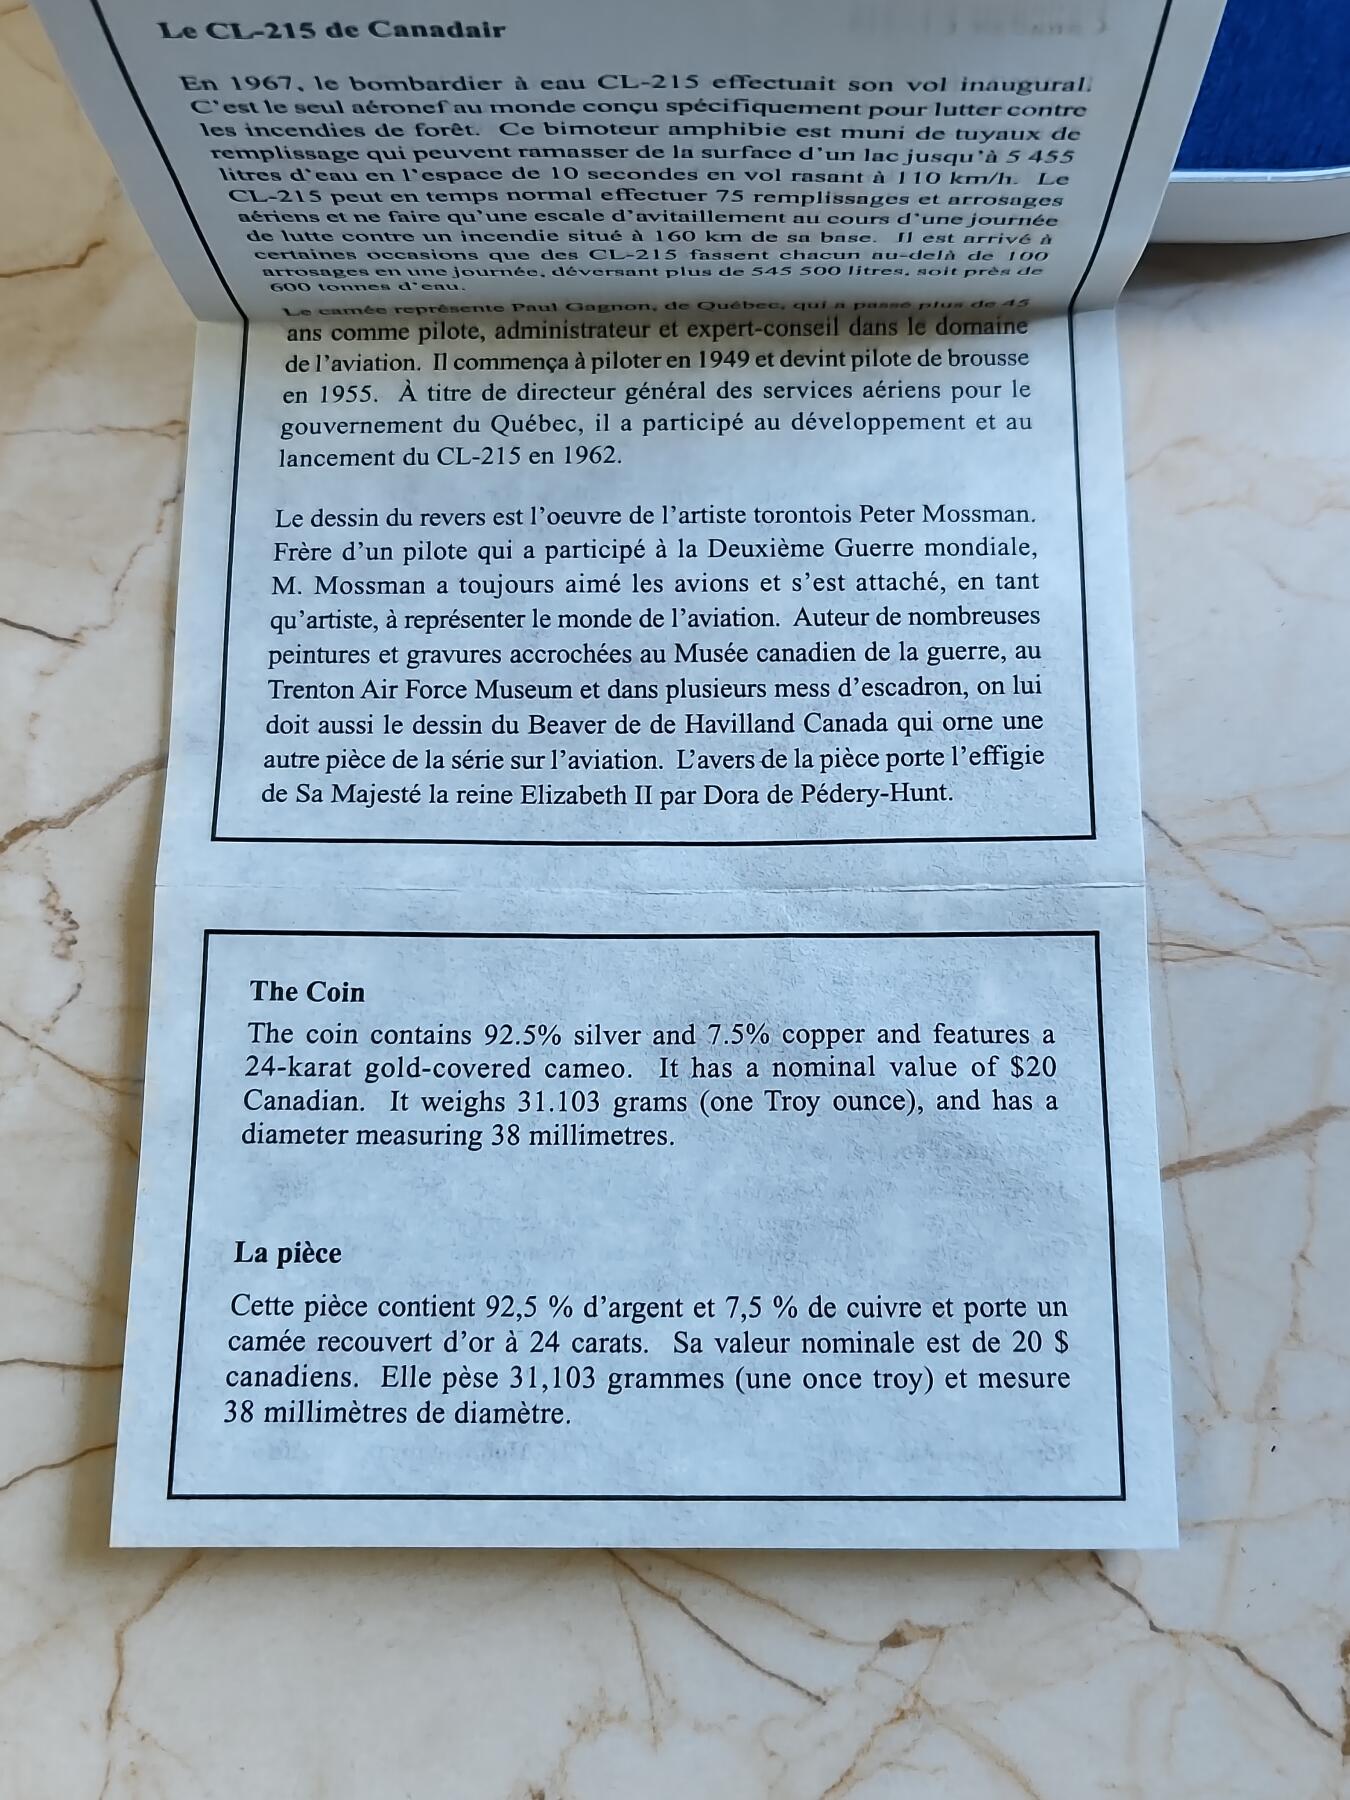 Le CL-215 de Canadair
En 1967, le bombardier à eau CL-215 effectuait son vol inaugural.
C'est le seul aéronef au monde conçu spécifiquement pour lutter contre
les incendies de forêt. Ce bimoteur amphibie est muni de tuyaux de
remplissage qui peuvent ramasser de la surface d'un lac jusqu'à 5 455
litres d'eau en l'espace de 10 secondes en vol rasant à 110 km/h. Le
CL-215 peut en temps normal effectuer 75 remplissages et arrosages
aériens et ne faire qu'une escale d'avitaillement au cours d'une journée
de lutte contre un incendie situé à 160 km de sa base. Il est arrivé à
certaines occasions que des CL-215 fassent chacun au-delà de 100
arrosages en une journée, déversant plus de 545 500 litres, soit près de
600 tonnes d'eau.
Le camée représente Paul Gagnon, de Québec, qui a passé plus de 45
ans comme pilote, administrateur et expert-conseil dans le domaine
de l'aviation. Il commença à piloter en 1949 et devint pilote de brousse
en 1955. À titre de directeur général des services aériens pour le
gouvernement du Québec, il a participé au développement et au
lancement du CL-215 en 1962.
Le dessin du revers est l'oeuvre de l'artiste torontois Peter Mossman.
Frère d'un pilote qui a participé à la Deuxième Guerre mondiale,
M. Mossman a toujours aimé les avions et s'est attaché, en tant
qu'artiste, à représenter le monde de l'aviation. Auteur de nombreuses
peintures et gravures accrochées au Musée canadien de la guerre, au
Trenton Air Force Museum et dans plusieurs mess d'escadron, on lui
doit aussi le dessin du Beaver de de Havilland Canada qui orne une
autre pièce de la série sur l'aviation. L'avers de la pièce porte l'effigie
de Sa Majesté la reine Elizabeth II par Dora de Pédery-Hunt.
The Coin
The coin contains 92.5% silver and 7.5% copper and features a
24-karat gold-covered cameo. It has a nominal value of $20
Canadian. It weighs 31.103 grams (one Troy ounce), and has a
diameter measuring 38 millimetres.
La pièce
Cette pièce contient 92,5 % d'argent et 7,5 % de cuivre et porte un
camée recouvert d'or à 24 carats. Sa valeur nominale est de 20 $
canadiens. Elle pèse 31,103 grammes (une once troy) et mesure
38 millimètres de diamètre.